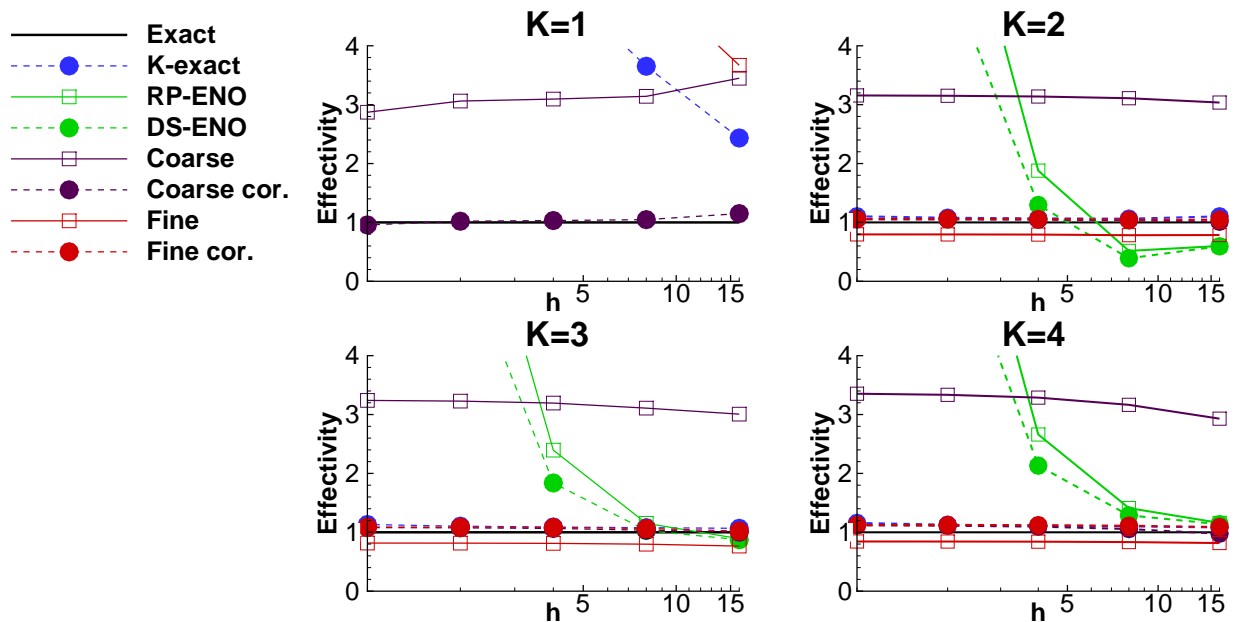 Exact
K-exact
RP-ENO
DS-ENO
Coarse
Coarse cor.
Fine
Fine cor.
K=1
Effectivity
4
3
2
1
0
h
5
10
15
K=2
Effectivity
4
3
2
1
0
h
5
10
15
K=3
Effectivity
4
3
2
1
0
h
5
10
15
K=4
Effectivity
4
3
2
1
0
h
5
10
15